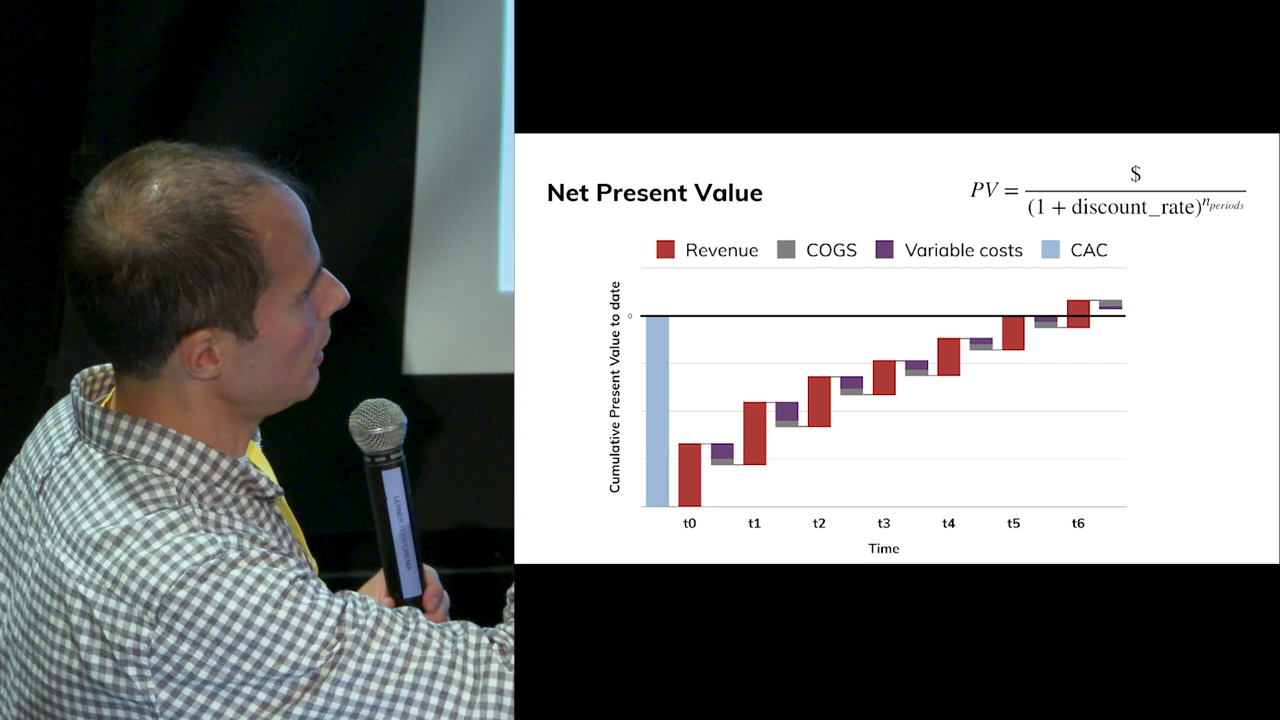 Net Present Value
PV = $ / (1 + discount_rate)^n_periods
Revenue COGS Variable costs CAC
Cumulative Present Value to date
0
t0 t1 t2 t3 t4 t5 t6
Time